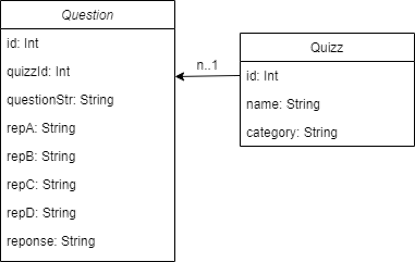 Question
id: Int
quizzId: Int
questionStr: String
repA: String
repB: String
repC: String
repD: String
reponse: String
n..1
Quizz
id: Int
name: String
category: String